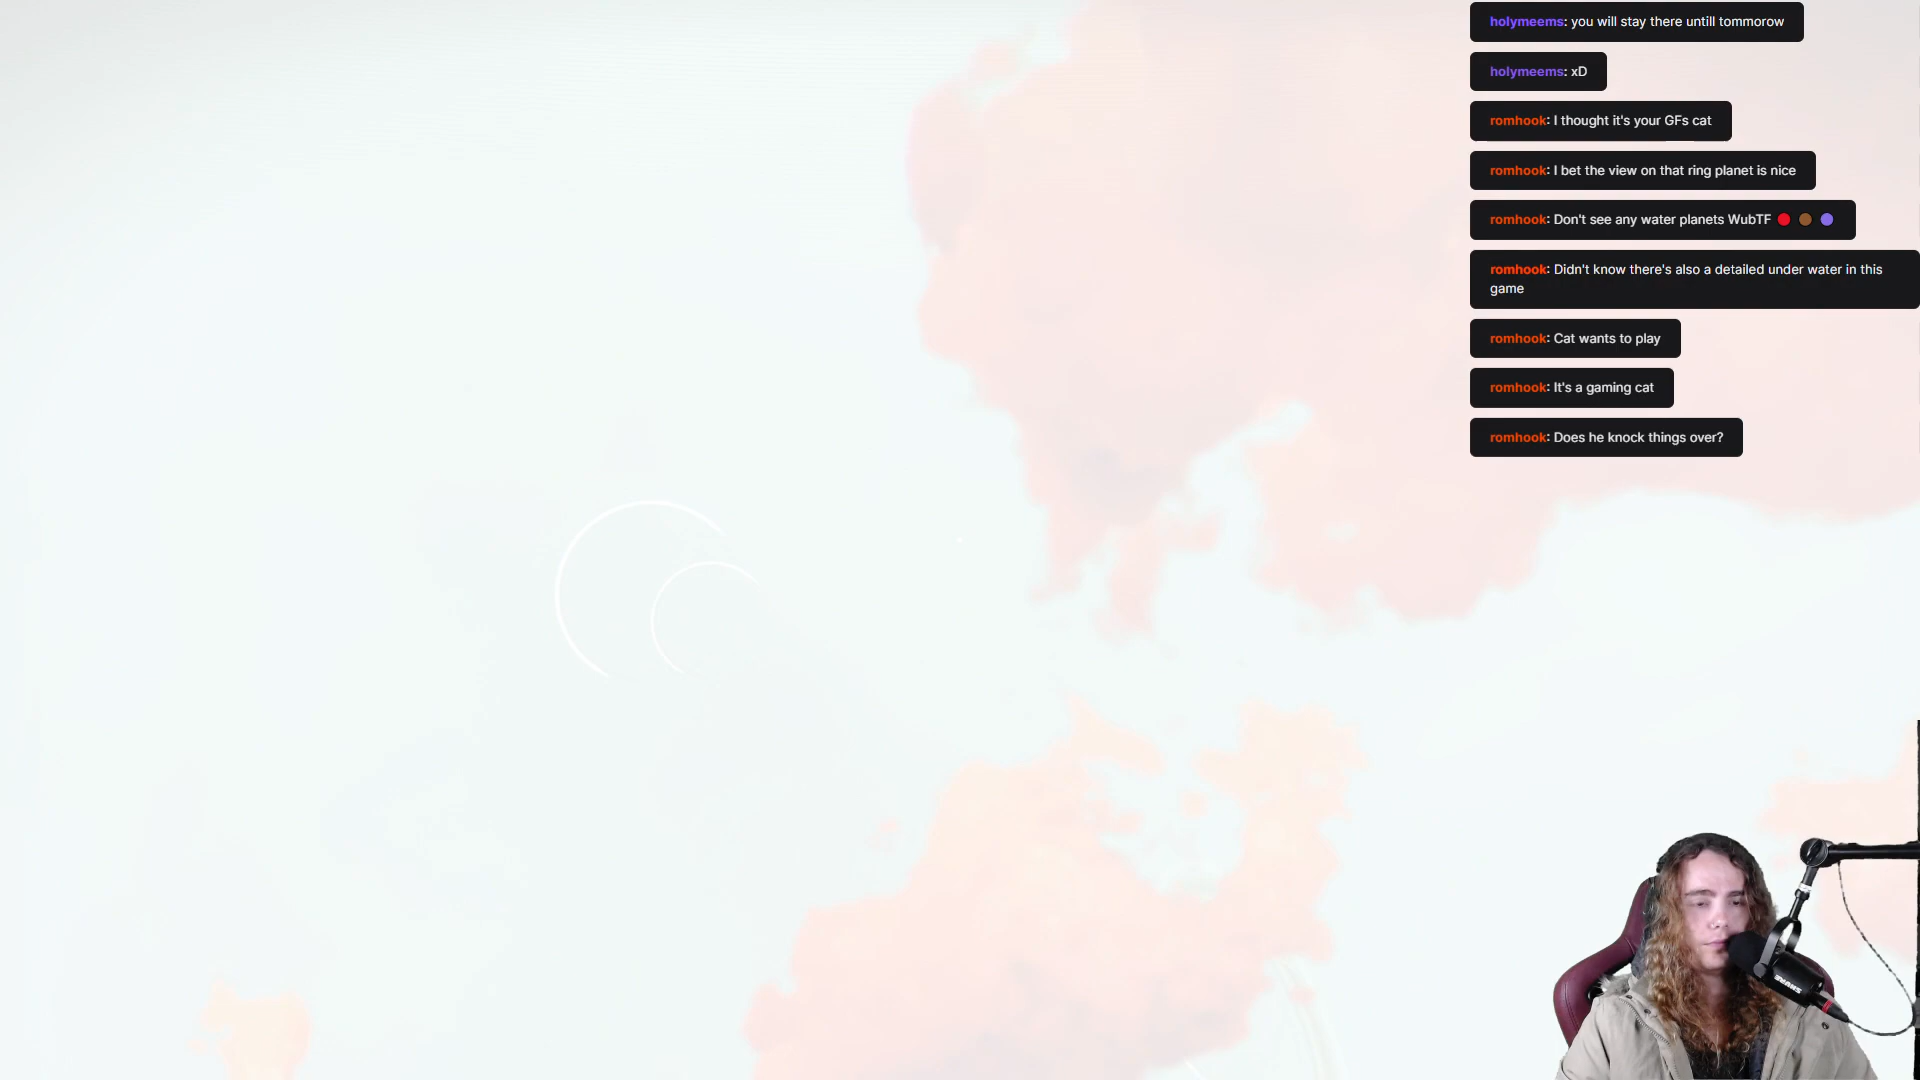 holymeems: you will stay there untill tommorow
holymeems: xD
romhook: I thought it's your GFs cat
romhook: I bet the view on that ring planet is nice
romhook: Don't see any water planets WubTF
romhook: Didn't know there's also a detailed under water in this
game
romhook: Cat wants to play
romhook: It's a gaming cat
romhook: Does he knock things over?
SHURE